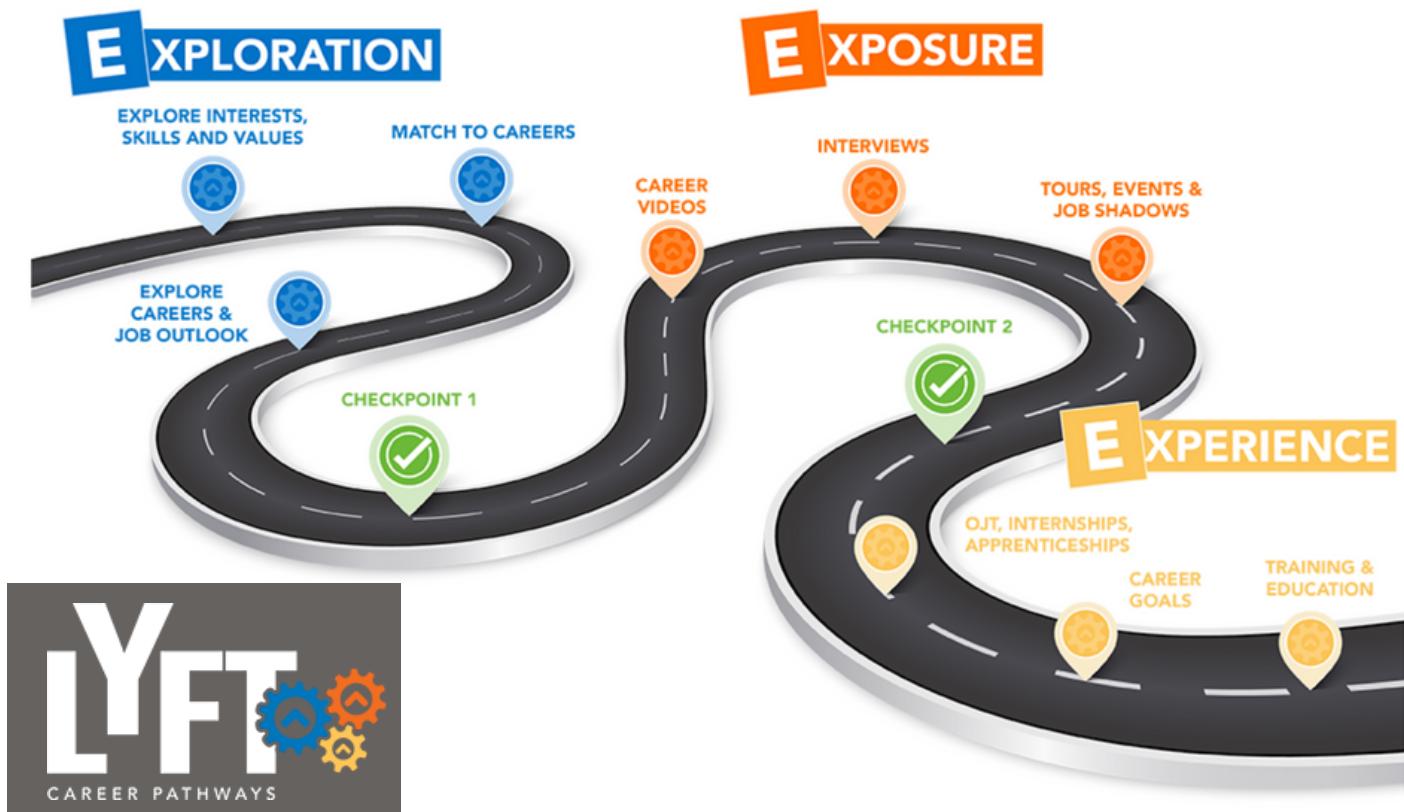 EXPLORATION
EXPLORE INTERESTS,
SKILLS AND VALUES
MATCH TO CAREERS
EXPLORE
CAREERS &
JOB OUTLOOK
CHECKPOINT 1
EXPOSURE
CAREER
VIDEOS
INTERVIEWS
TOURS, EVENTS &
JOB SHADOWS
CHECKPOINT 2
EXPERIENCE
OJT, INTERNSHIPS,
APPRENTICESHIPS
CAREER
GOALS
TRAINING &
EDUCATION
LYFT
CAREER PATHWAYS